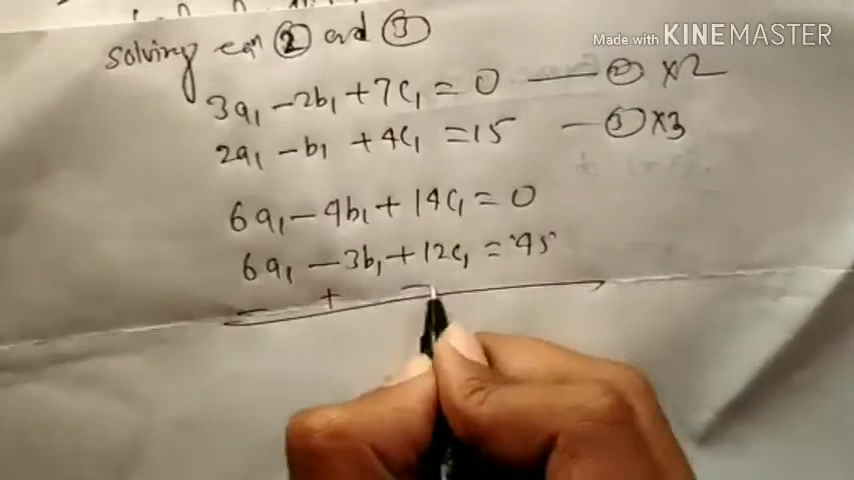 Made with KINEMASTER
solving eqn ② and ③
3a₁ − 2b₁ + 7c₁ = 0 — ② ×2
2a₁ − b₁ + 4c₁ = 15 — ③ ×3
6a₁ − 4b₁ + 14c₁ = 0
6a₁ − 3b₁ + 12c₁ = 45
− + −